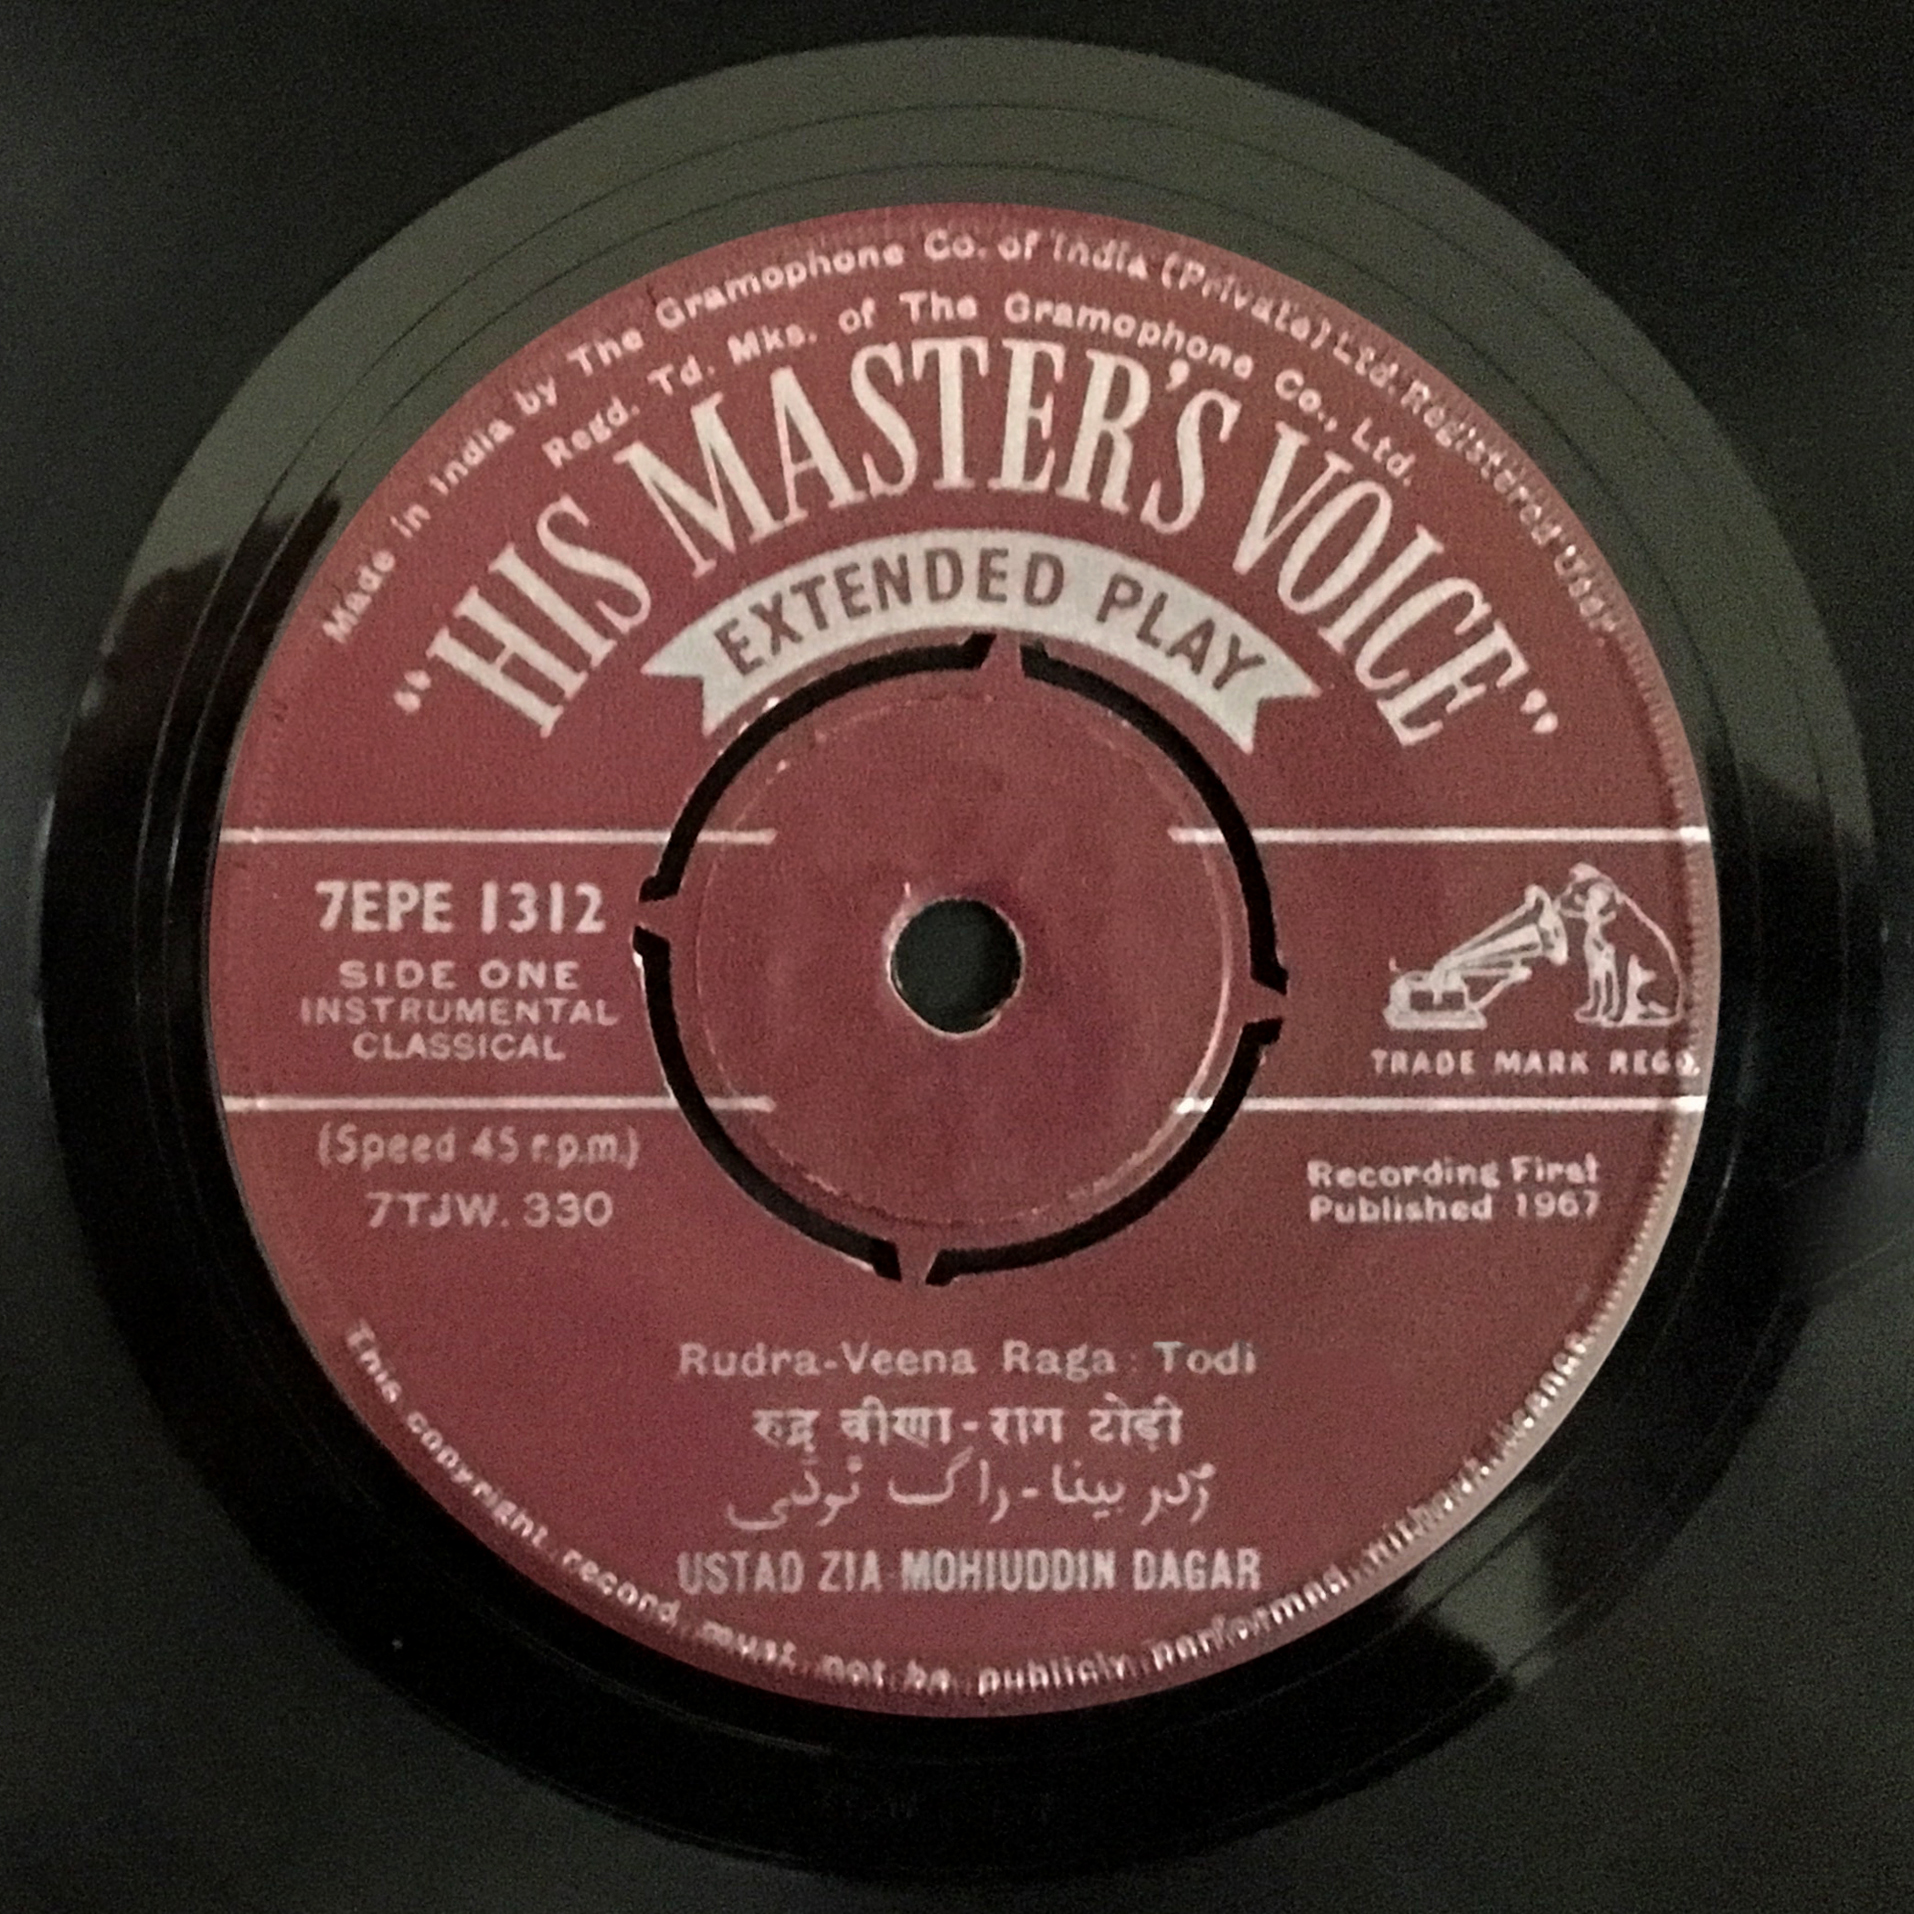 Made in India by The Gramophone Co. of India (Private) Ltd. Registered User
Regd. Td. Mks. of The Gramophone Co., Ltd.
“HIS MASTER'S VOICE”
EXTENDED PLAY
7EPE 1312
SIDE ONE
INSTRUMENTAL
CLASSICAL
TRADE MARK REGD.
(Speed 45 r.p.m.)
7TJW. 330
Recording First
Published 1967
Rudra-Veena Raga : Todi
रुद्र वीणा-राग टोड़ी
رُدر بینا-راگ ٹوڈی
USTAD ZIA MOHIUDDIN DAGAR
This copyright record must not be publicly performed without licence.